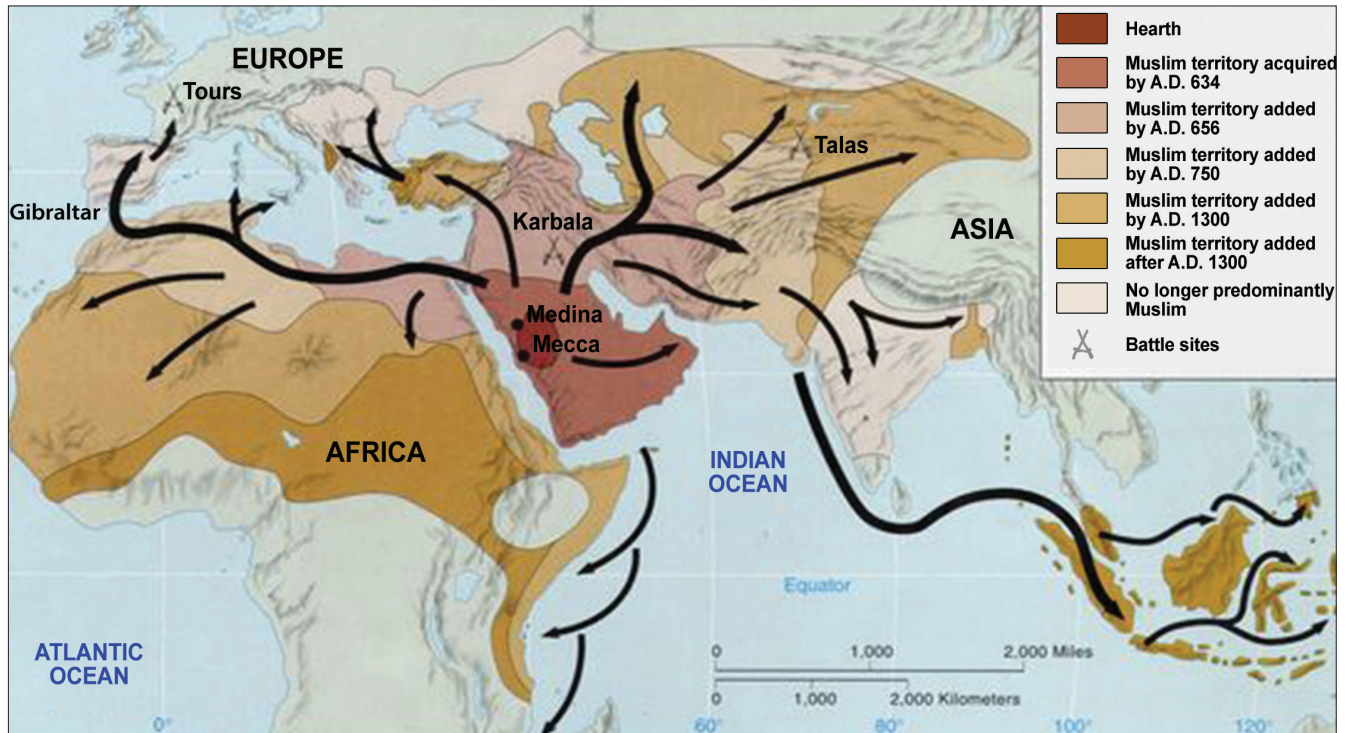 EUROPE
Tours
Gibraltar
Karbala
Talas
ASIA
Medina
Mecca
AFRICA
INDIAN
OCEAN
Equator
ATLANTIC
OCEAN
Hearth
Muslim territory acquired
by A.D. 634
Muslim territory added
by A.D. 656
Muslim territory added
by A.D. 750
Muslim territory added
by A.D. 1300
Muslim territory added
after A.D. 1300
No longer predominantly
Muslim
Battle sites
0 1,000 2,000 Miles
0 1,000 2,000 Kilometers
0° 60° 80° 100° 120°